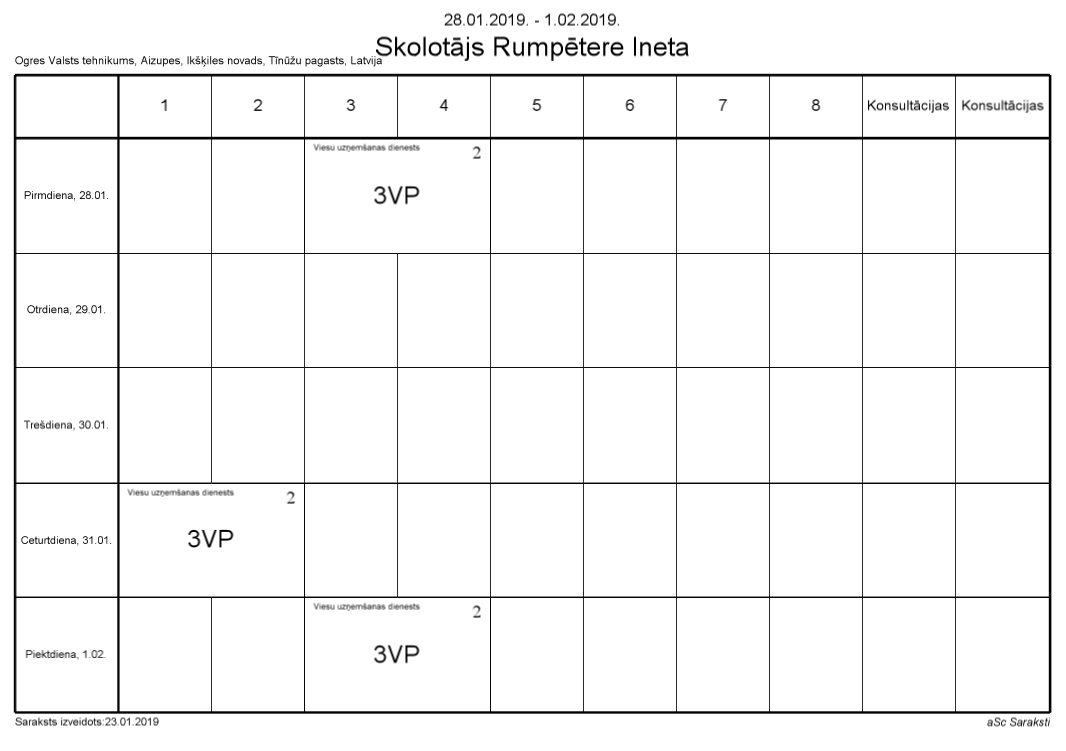 28.01.2019. - 1.02.2019.
Skolotājs Rumpētere Ineta
Ogres Valsts tehnikums, Aizupes, Ikšķiles novads, Tīnūžu pagasts, Latvija
1 2 3 4 5 6 7 8 Konsultācijas Konsultācijas
Viesu uzņemšanas dienests 2
Pirmdiena, 28.01. 3VP
Otrdiena, 29.01.
Trešdiena, 30.01.
Viesu uzņemšanas dienests 2
Ceturtdiena, 31.01. 3VP
Viesu uzņemšanas dienests 2
Piektdiena, 1.02. 3VP
Saraksts izveidots:23.01.2019 aSc Saraksti